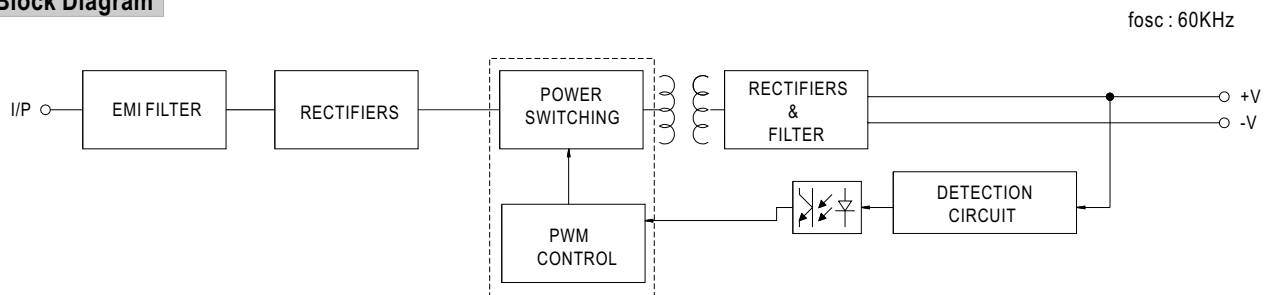 Block Diagram
fosc : 60KHz
I/P
EMI FILTER
RECTIFIERS
POWER
SWITCHING
RECTIFIERS
&
FILTER
+V
-V
DETECTION
CIRCUIT
PWM
CONTROL